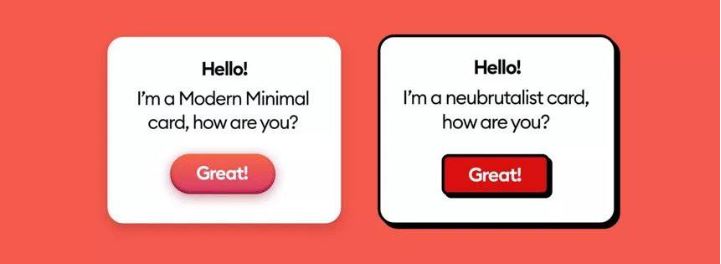 Hello!
I'm a Modern Minimal
card, how are you?
Great!
Hello!
I'm a neubrutalist card,
how are you?
Great!